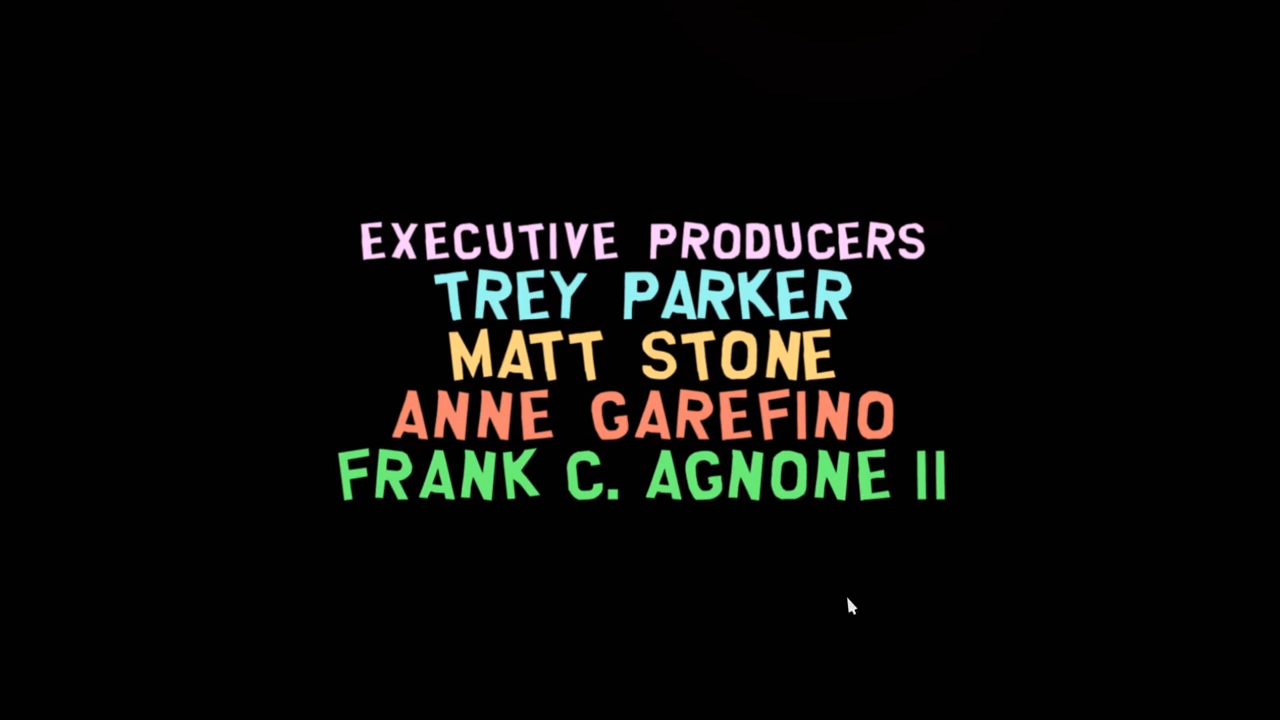 EXECUTIVE PRODUCERS
TREY PARKER
MATT STONE
ANNE GAREFINO
FRANK C. AGNONE II